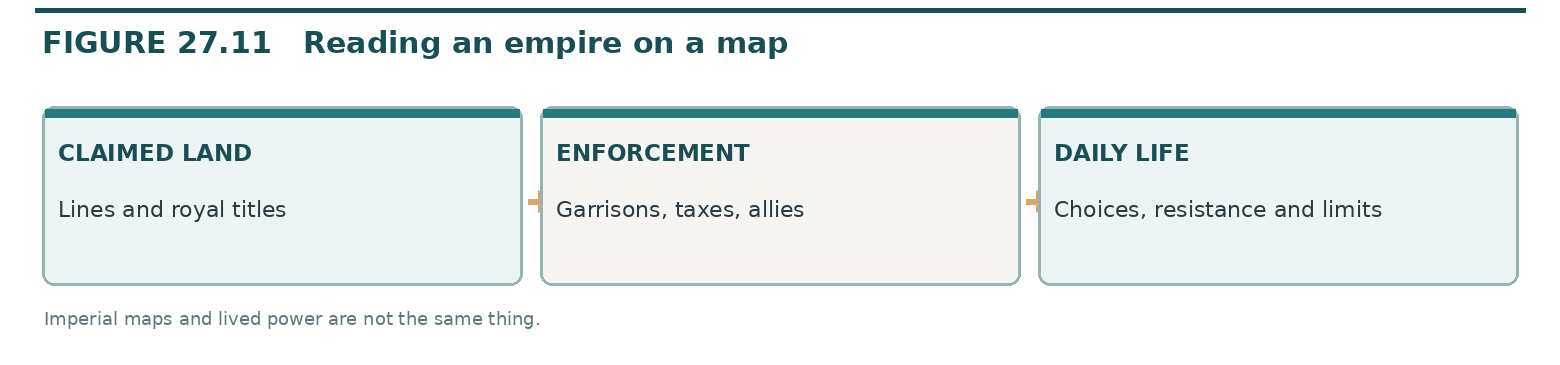 FIGURE 27.11 Reading an empire on a map
CLAIMED LAND
Lines and royal titles
ENFORCEMENT
Garrisons, taxes, allies
DAILY LIFE
Choices, resistance and limits
Imperial maps and lived power are not the same thing.